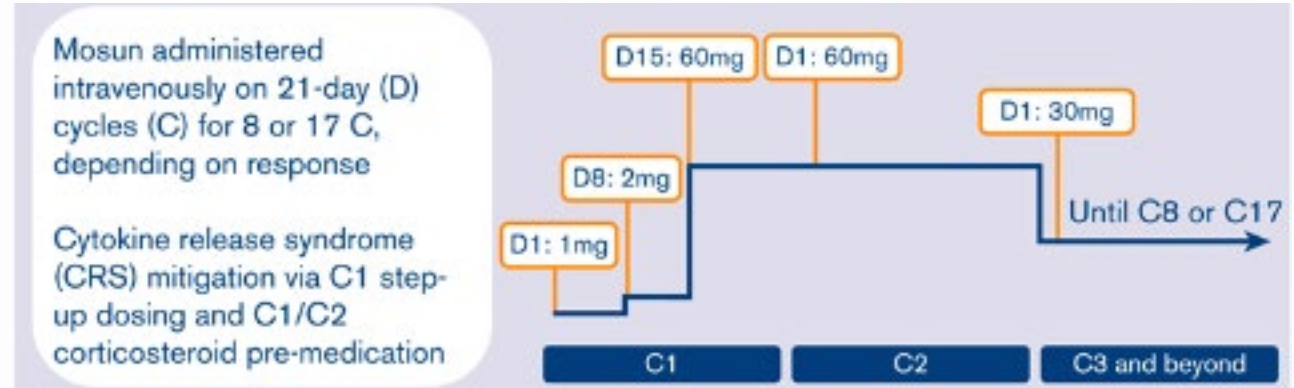 Mosun administered
intravenously on 21-day (D)
cycles (C) for 8 or 17 C,
depending on response
Cytokine release syndrome
(CRS) mitigation via C1 step-
up dosing and C1/C2
corticosteroid pre-medication
D1: 1mg
D8: 2mg
D15: 60mg
D1: 60mg
D1: 30mg
Until C8 or C17
C1
C2
C3 and beyond